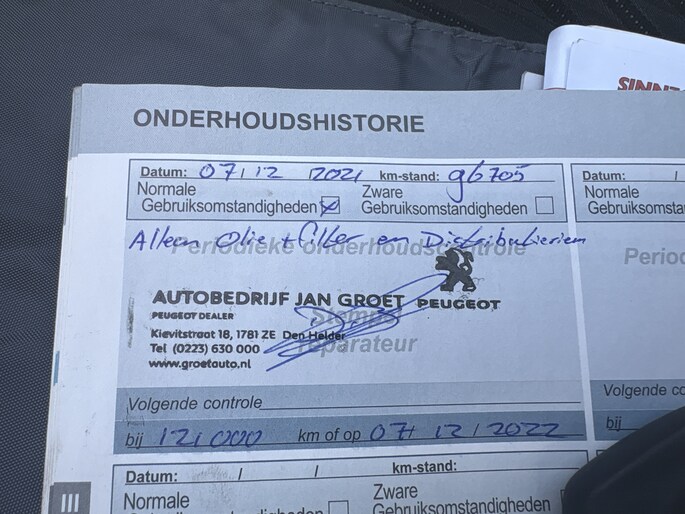 SINNE
ONDERHOUDSHISTORIE
Datum: 07/12 2021 km-stand: 96705
Normale Gebruiksomstandigheden Zware Gebruiksomstandigheden
Alleen Olie + filter en Distributieriem
Periodieke onderhoudscontrole
PEUGEOT
AUTOBEDRIJF JAN GROET
PEUGEOT DEALER
Stempel reparateur
Kievitstraat 18, 1781 ZE Den Helder
Tel (0223) 630 000
www.groetauto.nl
Volgende controle
bij 121000 km of op 07/12/2022
Datum: / / km-stand:
Normale Gebruiksomstandigheden Zware Gebruiksomstandigheden
III
Datum: /
Normale
Gebruiksomsta
Period
Volgende co
bij